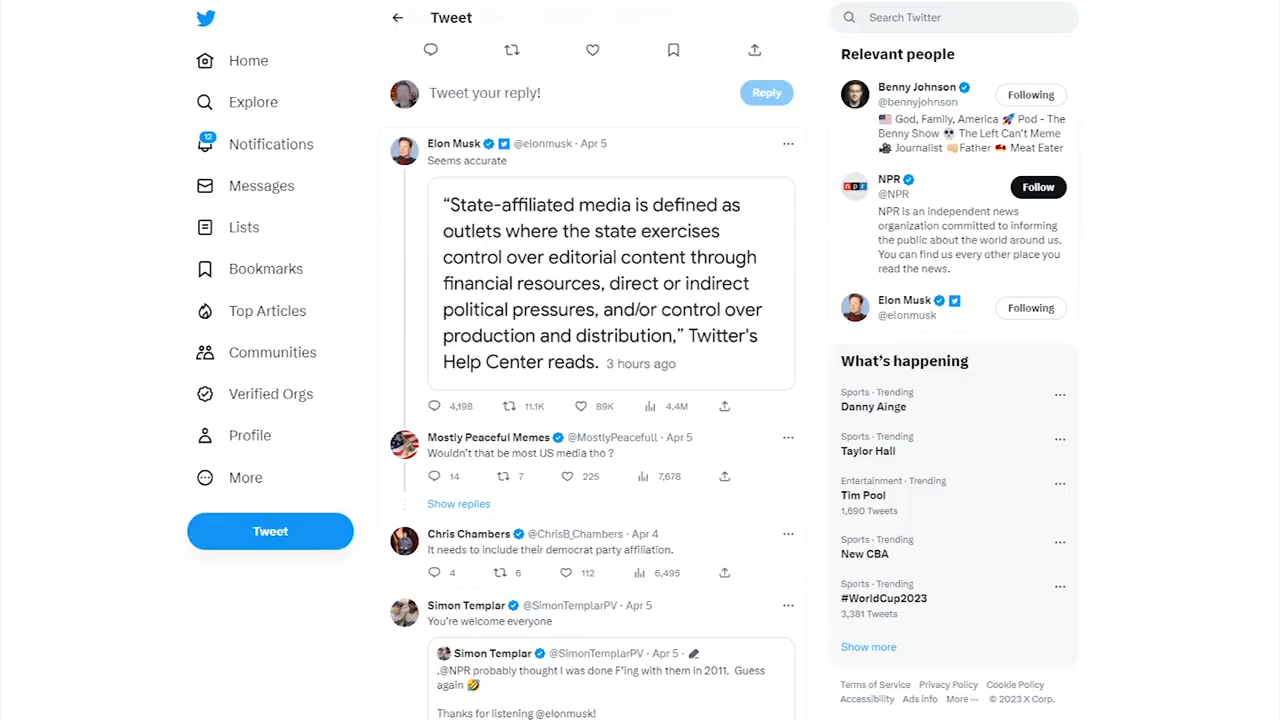 Home
Explore
12
Notifications
Messages
Lists
Bookmarks
Top Articles
Communities
Verified Orgs
Profile
More
Tweet
Tweet
Tweet your reply!
Reply
Elon Musk @elonmusk · Apr 5
Seems accurate
“State-affiliated media is defined as
outlets where the state exercises
control over editorial content through
financial resources, direct or indirect
political pressures, and/or control over
production and distribution,” Twitter's
Help Center reads. 3 hours ago
4,198 11.1K 89K 4.4M
Mostly Peaceful Memes @MostlyPeacefull · Apr 5
Wouldn't that be most US media tho ?
14 7 225 7,678
Show replies
Chris Chambers @ChrisB_Chambers · Apr 4
It needs to include their democrat party affiliation.
4 6 112 6,495
Simon Templar @SimonTemplarPV · Apr 5
You're welcome everyone
Simon Templar @SimonTemplarPV · Apr 5 ·
.@NPR probably thought I was done F'ing with them in 2011. Guess
again 🤣
Thanks for listening @elonmusk!
Search Twitter
Relevant people
Benny Johnson
@bennyjohnson
Following
🇺🇸 God, Family, America 🚀 Pod - The
Benny Show 💀 The Left Can't Meme
🎥 Journalist 👊🏼Father 🥩 Meat Eater
NPR
npr
@NPR
Follow
NPR is an independent news
organization committed to informing
the public about the world around us.
You can find us every other place you
read the news.
Elon Musk
@elonmusk
Following
What's happening
Sports · Trending
Danny Ainge
Sports · Trending
Taylor Hall
Entertainment · Trending
Tim Pool
1,690 Tweets
Sports · Trending
New CBA
Sports · Trending
#WorldCup2023
3,381 Tweets
Show more
Terms of Service Privacy Policy Cookie Policy
Accessibility Ads info More ··· © 2023 X Corp.